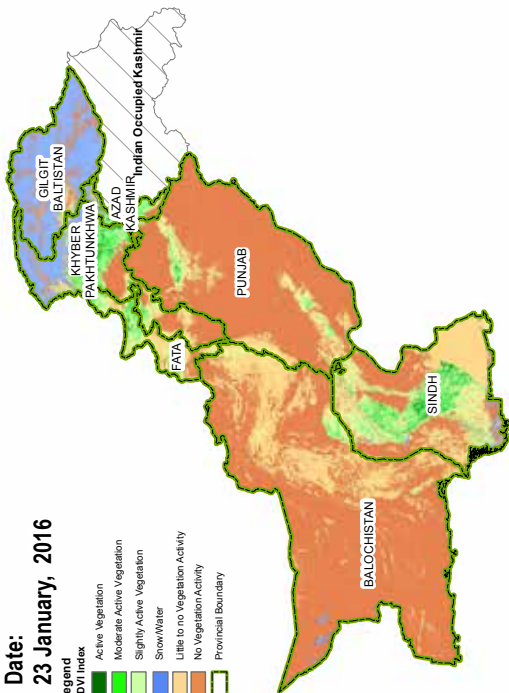 Date:
23 January, 2016
egend
DVI Index
Active Vegetation
Moderate Active Vegetation
Slightly Active Vegetation
Snow/Water
Little to no Vegetation Activity
No Vegetation Activity
Provincial Boundary
GILGIT
BALTISTAN
KHYBER
PAKHTUNKHWA
AZAD
KASHMIR
Indian Occupied Kashmir
FATA
PUNJAB
BALOCHISTAN
SINDH